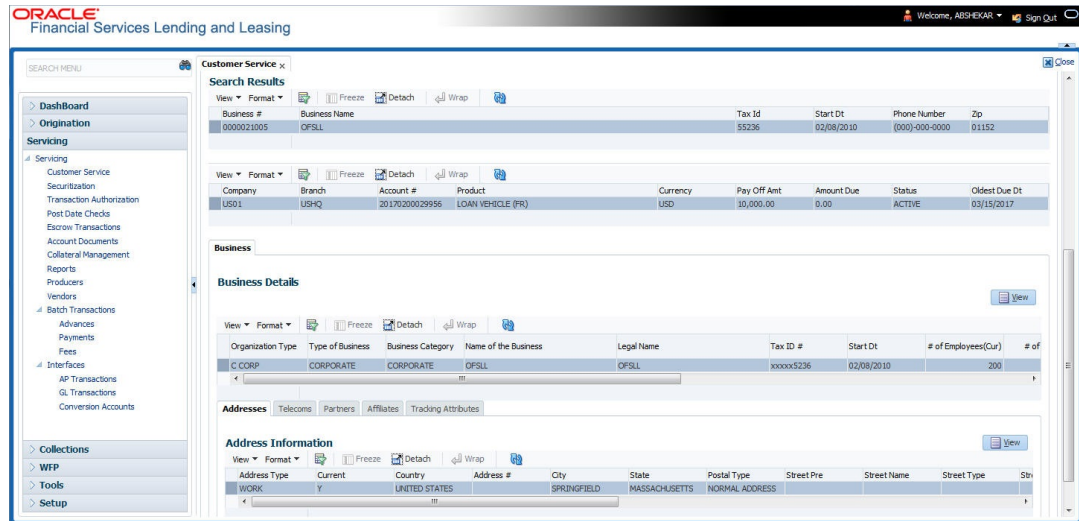 ORACLE
Financial Services Lending and Leasing
Welcome, ABSHEKAR
Sign Out
SEARCH MENU
DashBoard
Origination
Servicing
Servicing
Customer Service
Securitization
Transaction Authorization
Post Date Checks
Escrow Transactions
Account Documents
Collateral Management
Reports
Producers
Vendors
Batch Transactions
Advances
Payments
Fees
Interfaces
AP Transactions
GL Transactions
Conversion Accounts
Collections
WFP
Tools
Setup
Customer Service x
Close
Search Results
View Format Freeze Detach Wrap
Business # Business Name Tax Id Start Dt Phone Number Zip
0000021005 OFSLL 55236 02/08/2010 (000)-000-0000 01152
View Format Freeze Detach Wrap
Company Branch Account # Product Currency Pay Off Amt Amount Due Status Oldest Due Dt
US01 USHQ 20170200029956 LOAN VEHICLE (FR) USD 10,000.00 0.00 ACTIVE 03/15/2017
Business
Business Details
View
View Format Freeze Detach Wrap
Organization Type Type of Business Business Category Name of the Business Legal Name Tax ID # Start Dt # of Employees(Cur) # of
C CORP CORPORATE CORPORATE OFSLL OFSLL xxxxx5236 02/08/2010 200
Addresses Telecoms Partners Affiliates Tracking Attributes
Address Information
View
View Format Freeze Detach Wrap
Address Type Current Country Address # City State Postal Type Street Pre Street Name Street Type Stre
WORK Y UNITED STATES SPRINGFIELD MASSACHUSETTS NORMAL ADDRESS